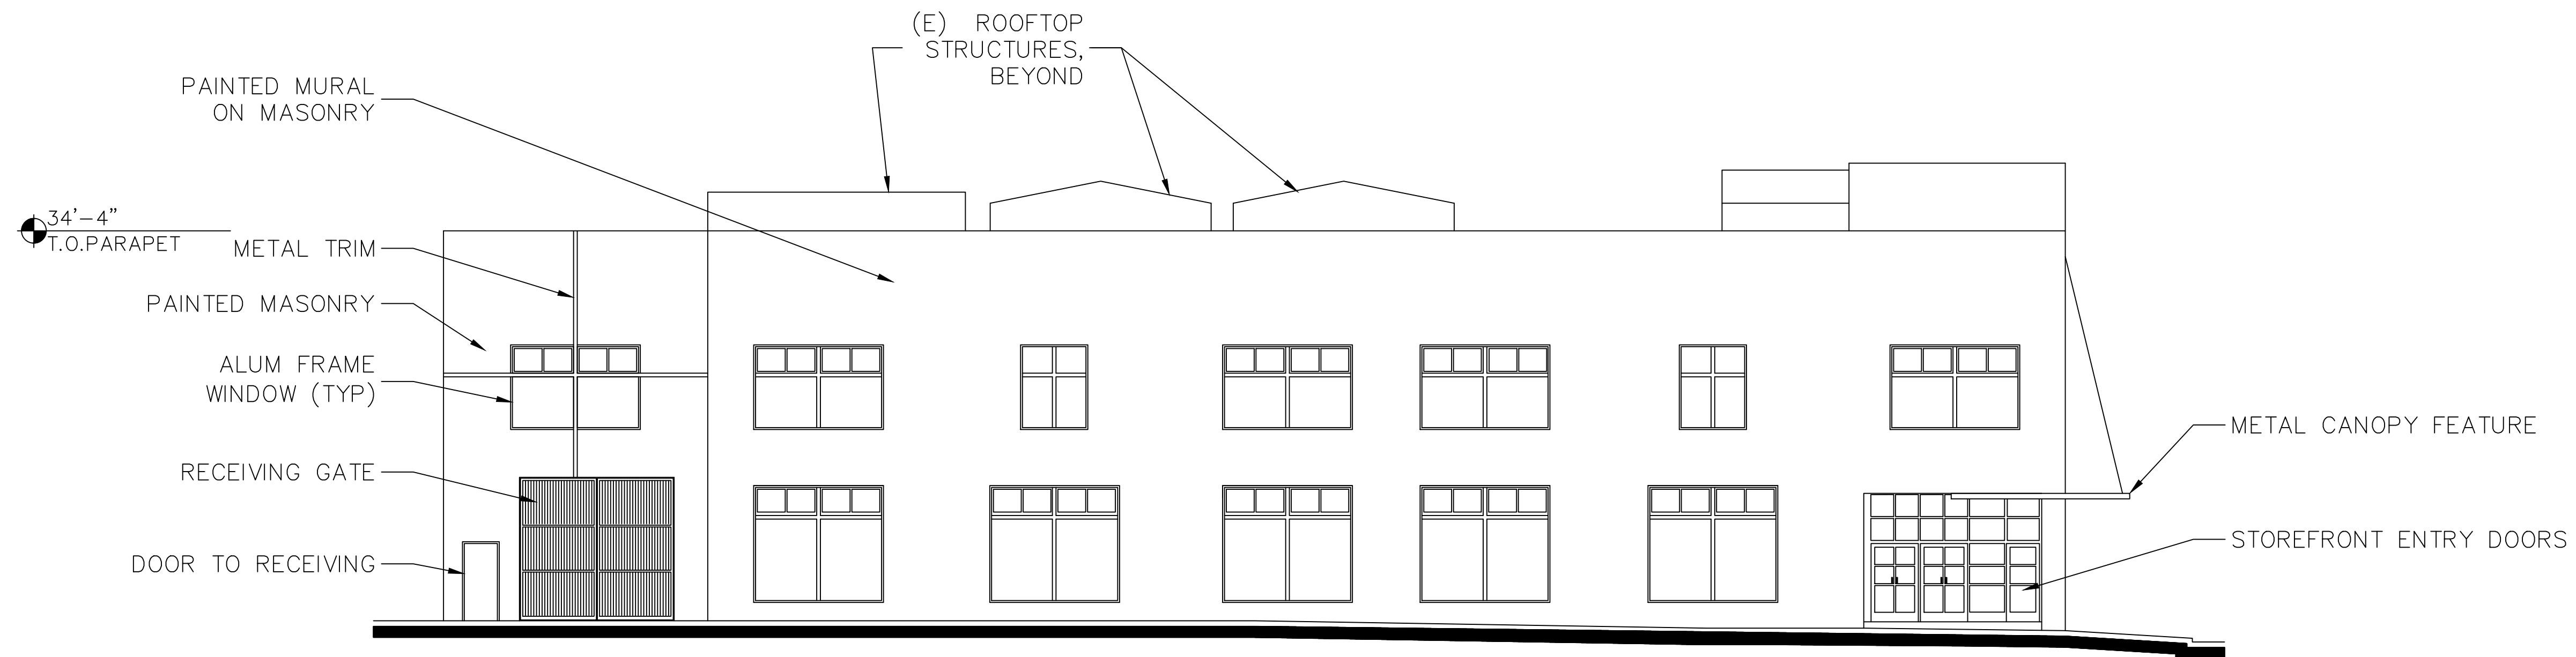 (E) ROOFTOP
STRUCTURES,
BEYOND
PAINTED MURAL
ON MASONRY
34'-4"
T.O.PARAPET
METAL TRIM
PAINTED MASONRY
ALUM FRAME
WINDOW (TYP)
RECEIVING GATE
DOOR TO RECEIVING
METAL CANOPY FEATURE
STOREFRONT ENTRY DOORS